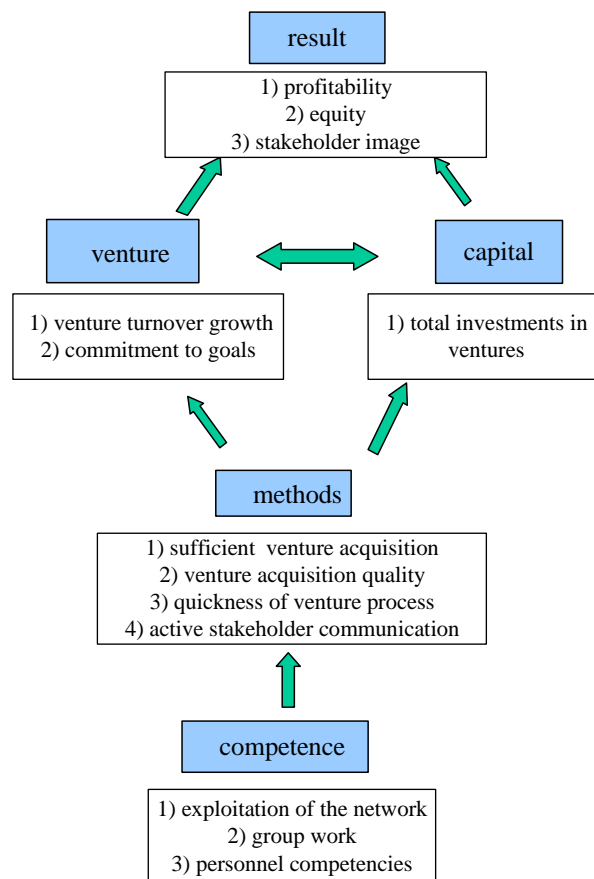 result
1) profitability
2) equity
3) stakeholder image
venture
capital
1) venture turnover growth
2) commitment to goals
1) total investments in
ventures
methods
1) sufficient venture acquisition
2) venture acquisition quality
3) quickness of venture process
4) active stakeholder communication
competence
1) exploitation of the network
2) group work
3) personnel competencies